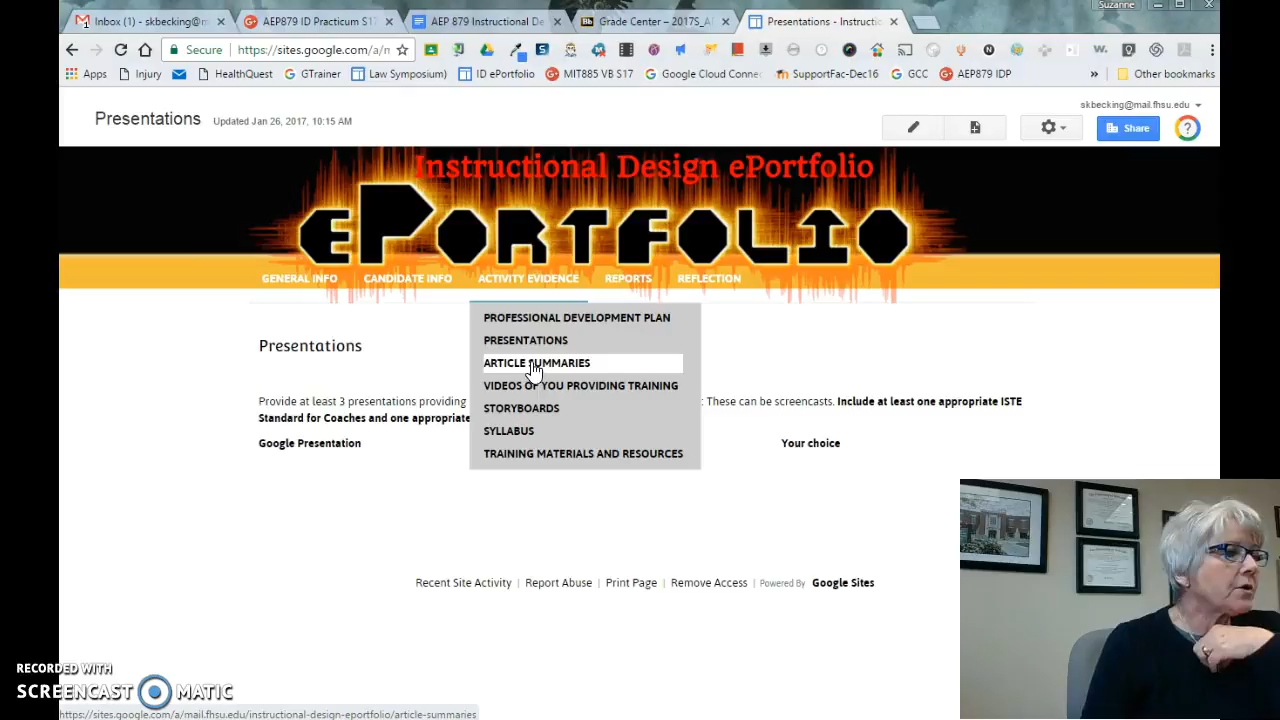 Suzanne
Inbox (1) - skbecking@m
AEP879 ID Practicum S17
AEP 879 Instructional De
Grade Center – 2017S_A
Presentations - Instructio
Secure
https://sites.google.com/a/m
Apps
Injury
HealthQuest
GTrainer
Law Symposium)
ID ePortfolio
MIT885 VB S17
Google Cloud Conne
SupportFac-Dec16
GCC
AEP879 IDP
»
Other bookmarks
skbecking@mail.fhsu.edu
Presentations
Updated Jan 26, 2017, 10:15 AM
Share
?
Instructional Design ePortfolio
ePORTFOLIO
GENERAL INFO
CANDIDATE INFO
ACTIVITY EVIDENCE
REPORTS
REFLECTION
PROFESSIONAL DEVELOPMENT PLAN
PRESENTATIONS
ARTICLE SUMMARIES
VIDEOS OF YOU PROVIDING TRAINING
STORYBOARDS
SYLLABUS
TRAINING MATERIALS AND RESOURCES
Presentations
Provide at least 3 presentations providing : These can be screencasts. Include at least one appropriate ISTE
Standard for Coaches and one appropriate
Google Presentation
Your choice
Recent Site Activity | Report Abuse | Print Page | Remove Access | Powered By Google Sites
RECORDED WITH
SCREENCAST MATIC
https://sites.google.com/a/mail.fhsu.edu/instructional-design-eportfolio/article-summaries